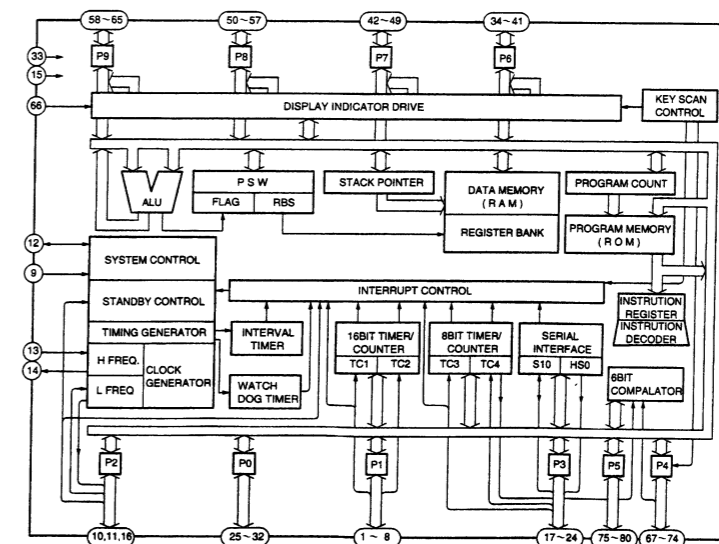 58~65 50~57 42~49 34~41
33 P9 P8 P7 P6
15
66 DISPLAY INDICATOR DRIVE KEY SCAN
CONTROL
P S W STACK POINTER DATA MEMORY
(RAM) PROGRAM COUNT
ALU FLAG RBS
REGISTER BANK PROGRAM MEMORY
(ROM)
12 SYSTEM CONTROL
9
INTERRUPT CONTROL
STANDBY CONTROL INSTRUTION
REGISTER
INSTRUTION
DECODER
TIMING GENERATOR INTERVAL
TIMER 16BIT TIMER/
COUNTER 8BIT TIMER/
COUNTER SERIAL
INTERFACE
13 H FREQ. CLOCK
GENERATOR TC1 TC2 TC3 TC4 S10 HS0
14 L FREQ WATCH
DOG TIMER 6BIT
COMPALATOR
P2 P0 P1 P3 P5 P4
10,11,16 25~32 1 ~ 8 17~24 75~80 67~74